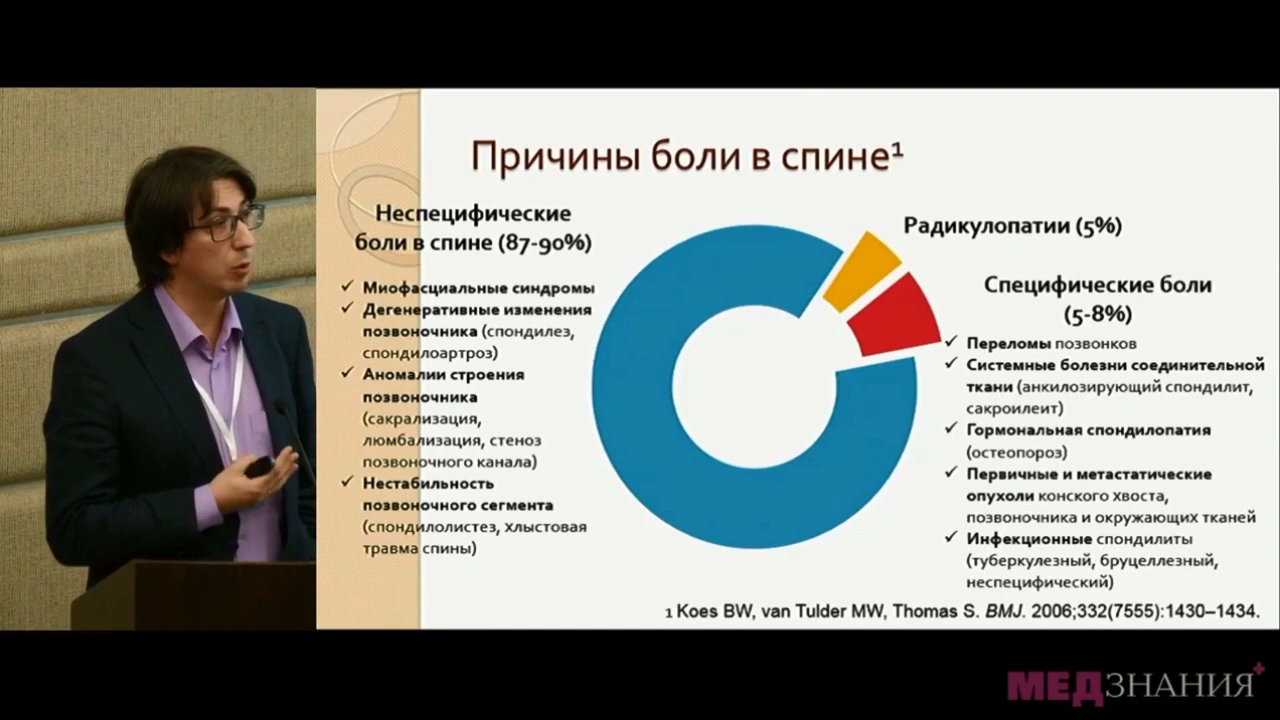 Причины боли в спине¹
Неспецифические
боли в спине (87-90%)
✓ Миофасциальные синдромы
✓ Дегенеративные изменения
позвоночника (спондилез,
спондилоартроз)
✓ Аномалии строения
позвоночника
(сакрализация,
люмбализация, стеноз
позвоночного канала)
✓ Нестабильность
позвоночного сегмента
(спондилолистез, хлыстовая
травма спины)
Радикулопатии (5%)
Специфические боли
(5-8%)
✓ Переломы позвонков
✓ Системные болезни соединительной
ткани (анкилозирующий спондилит,
сакроилеит)
✓ Гормональная спондилопатия
(остеопороз)
✓ Первичные и метастатические
опухоли конского хвоста,
позвоночника и окружающих тканей
✓ Инфекционные спондилиты
(туберкулезный, бруцеллезный,
неспецифический)
1 Koes BW, van Tulder MW, Thomas S. BMJ. 2006;332(7555):1430–1434.
МЕДЗНАНИЯ+